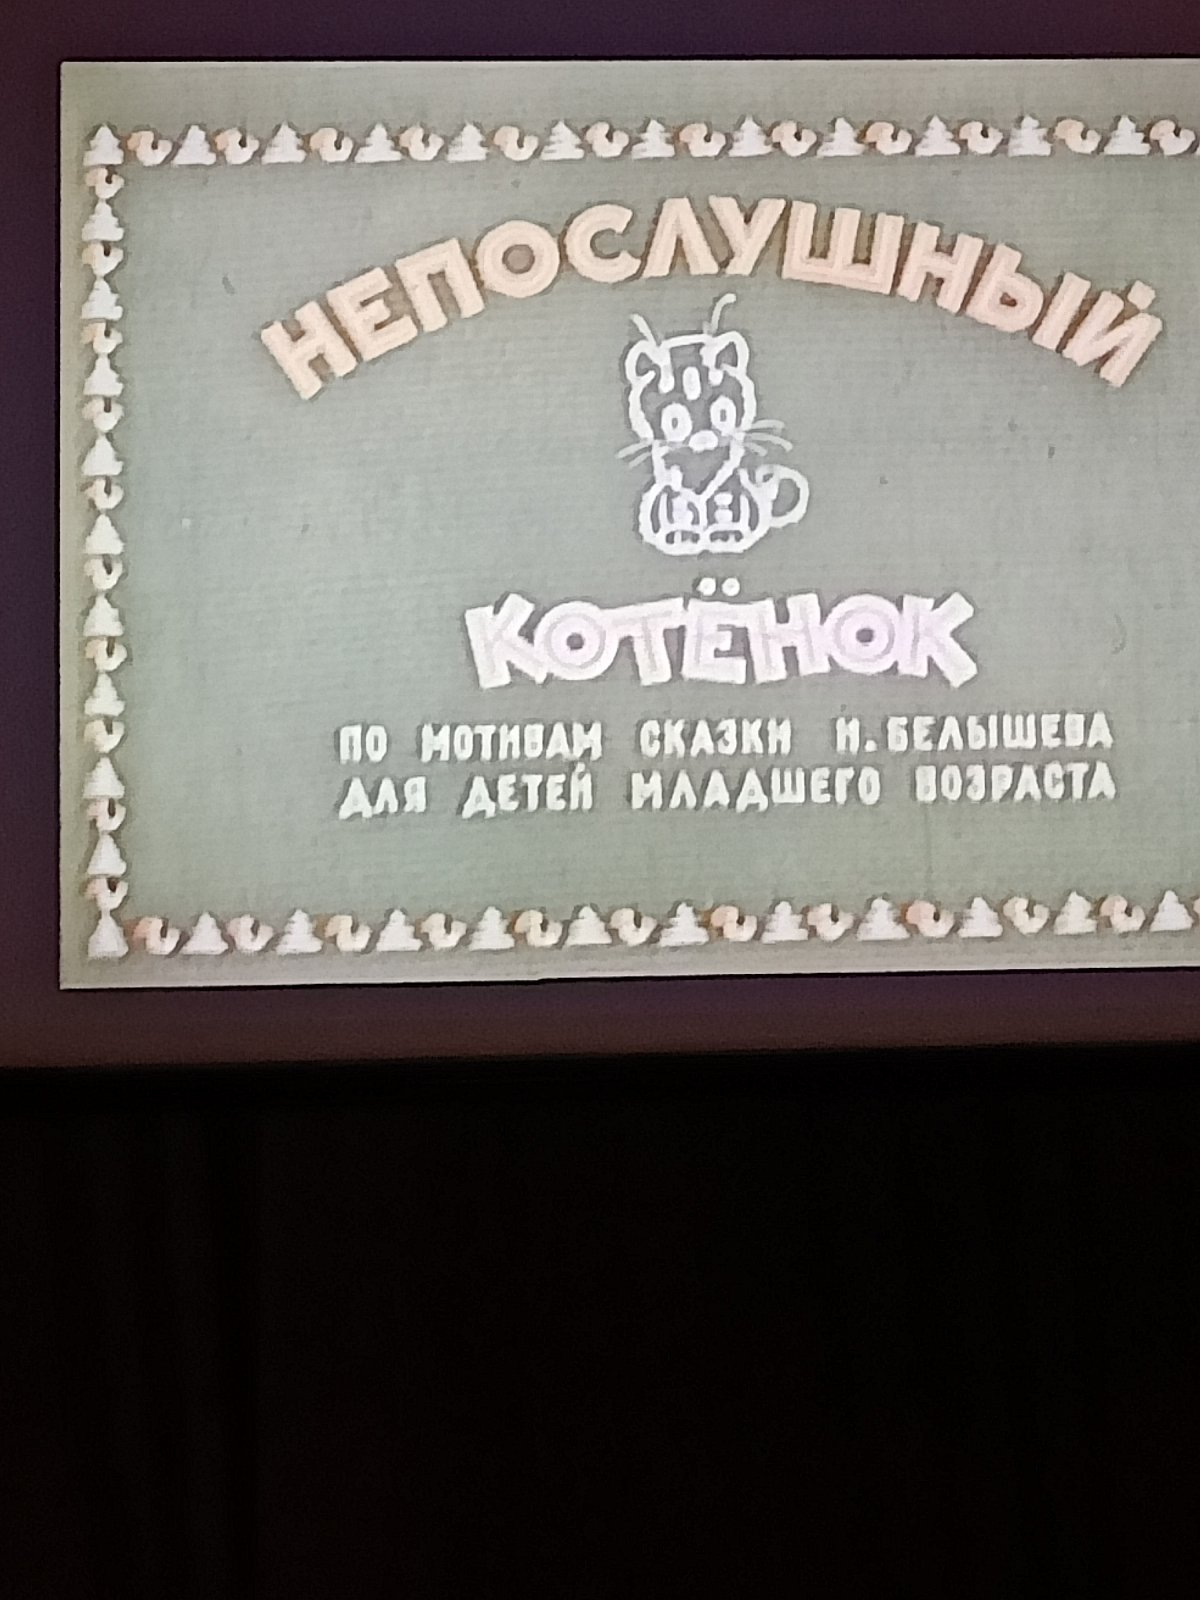 НЕПОСЛУШНЫЙ
КОТЁНОК
ПО МОТИВАМ СКАЗКИ И. БЕЛЫШЕВА
ДЛЯ ДЕТЕЙ МЛАДШЕГО ВОЗРАСТА